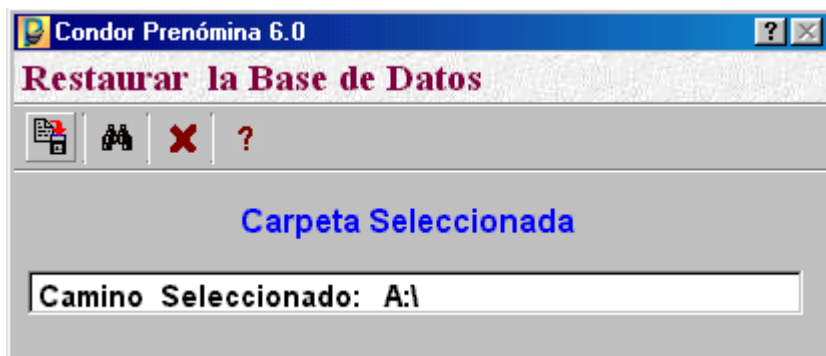 Condor Prenómina 6.0
Restaurar la Base de Datos
?
Carpeta Seleccionada
Camino Seleccionado: A:\